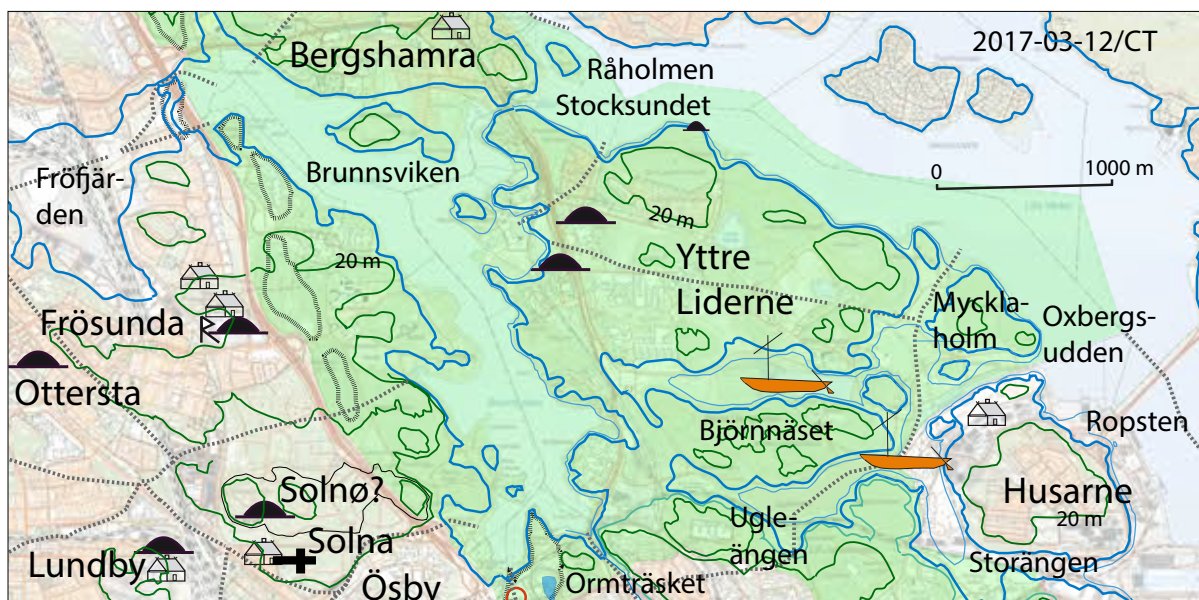 2017-03-12/CT
Bergshamra
Råholmen
Stocksundet
0
1000 m
Brunnsviken
Fröfjär-
den
20 m
20 m
Yttre
Liderne
Myckla-
holm
Oxbergs-
udden
Frösunda
Ottersta
Björnnäset
Ropsten
Solnø?
Husarne
20 m
Solna
Ugle-
ängen
Lundby
Ösby
Ormträsket
Storängen